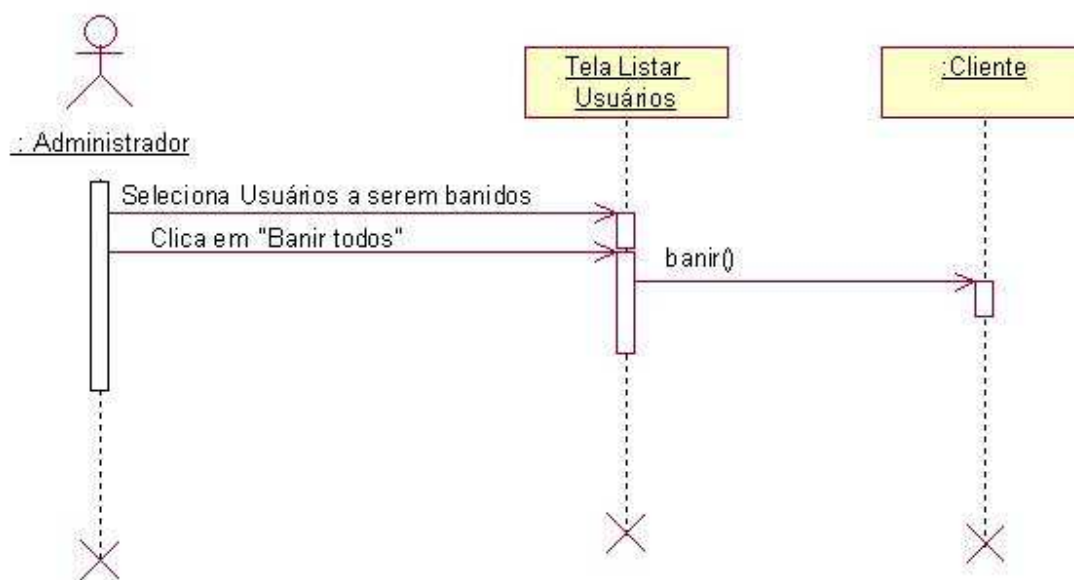 Tela Listar
Usuários
:Cliente
: Administrador
Seleciona Usuários a serem banidos
Clica em "Banir todos"
banir()